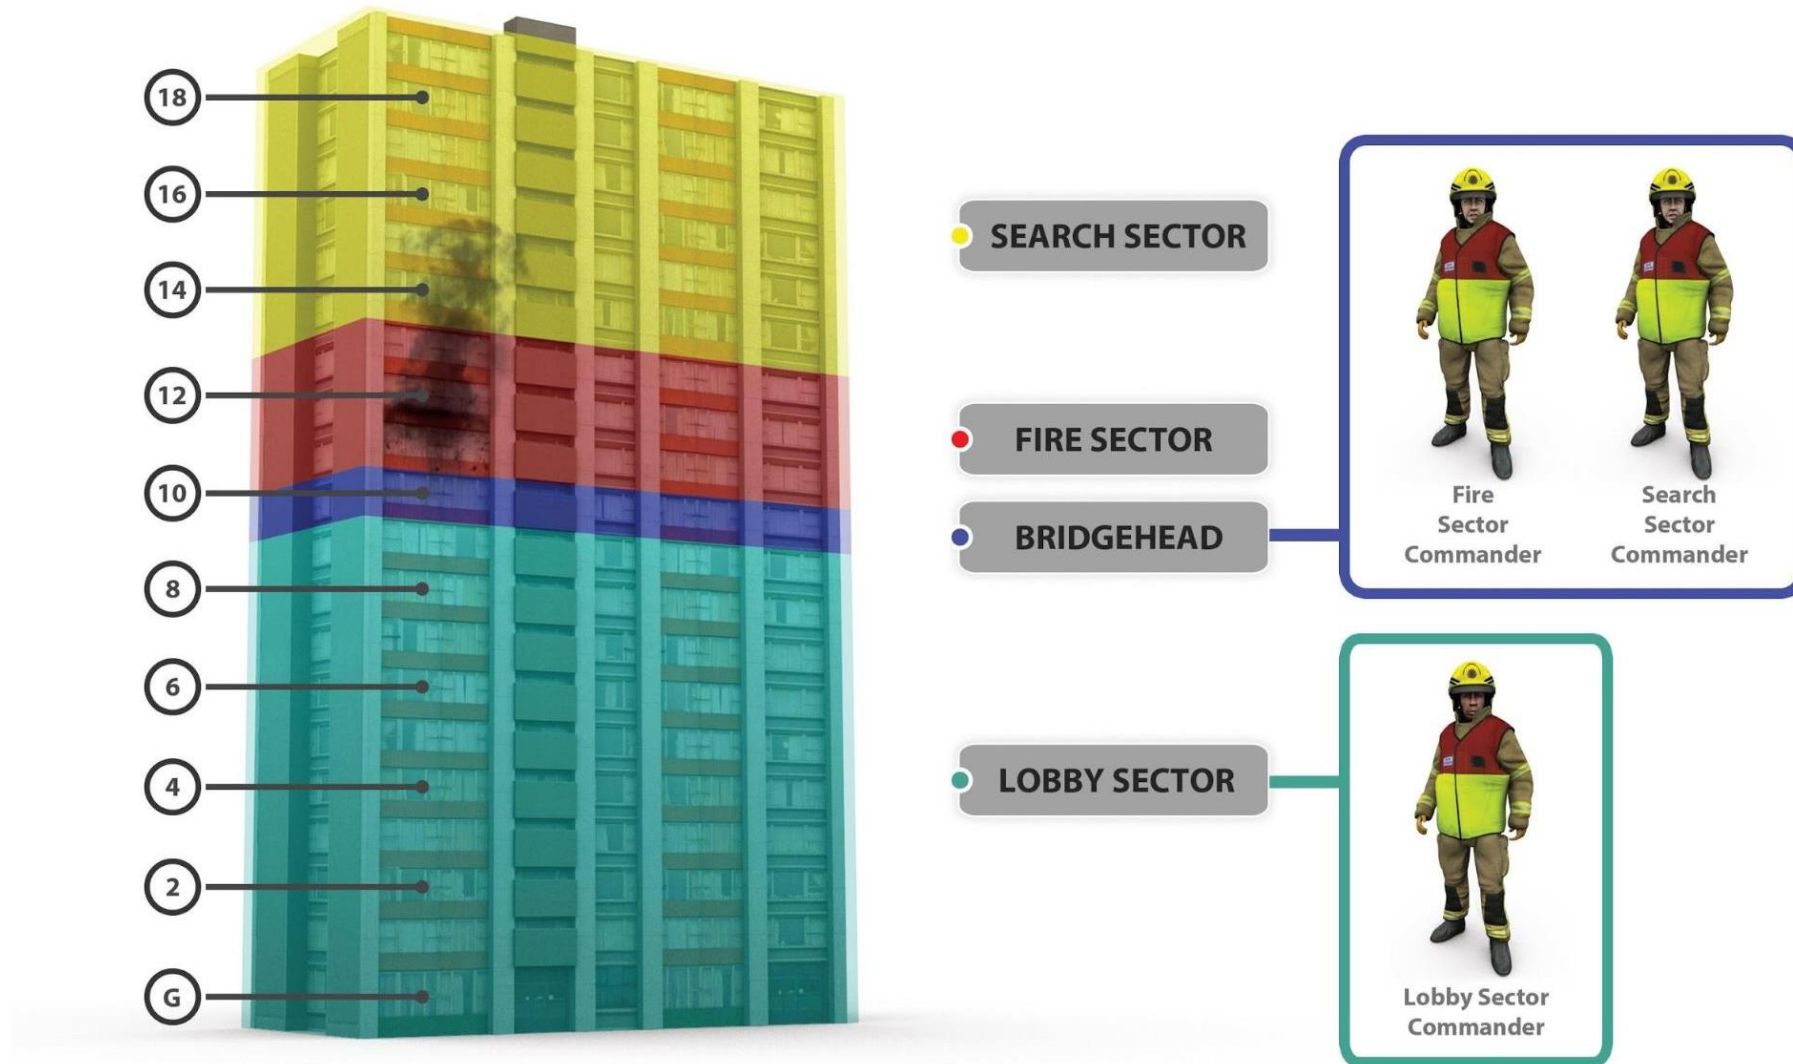 18
16
14
12
10
8
6
4
2
G
SEARCH SECTOR
FIRE SECTOR
BRIDGEHEAD
LOBBY SECTOR
Fire
Sector
Commander
Search
Sector
Commander
Lobby Sector
Commander